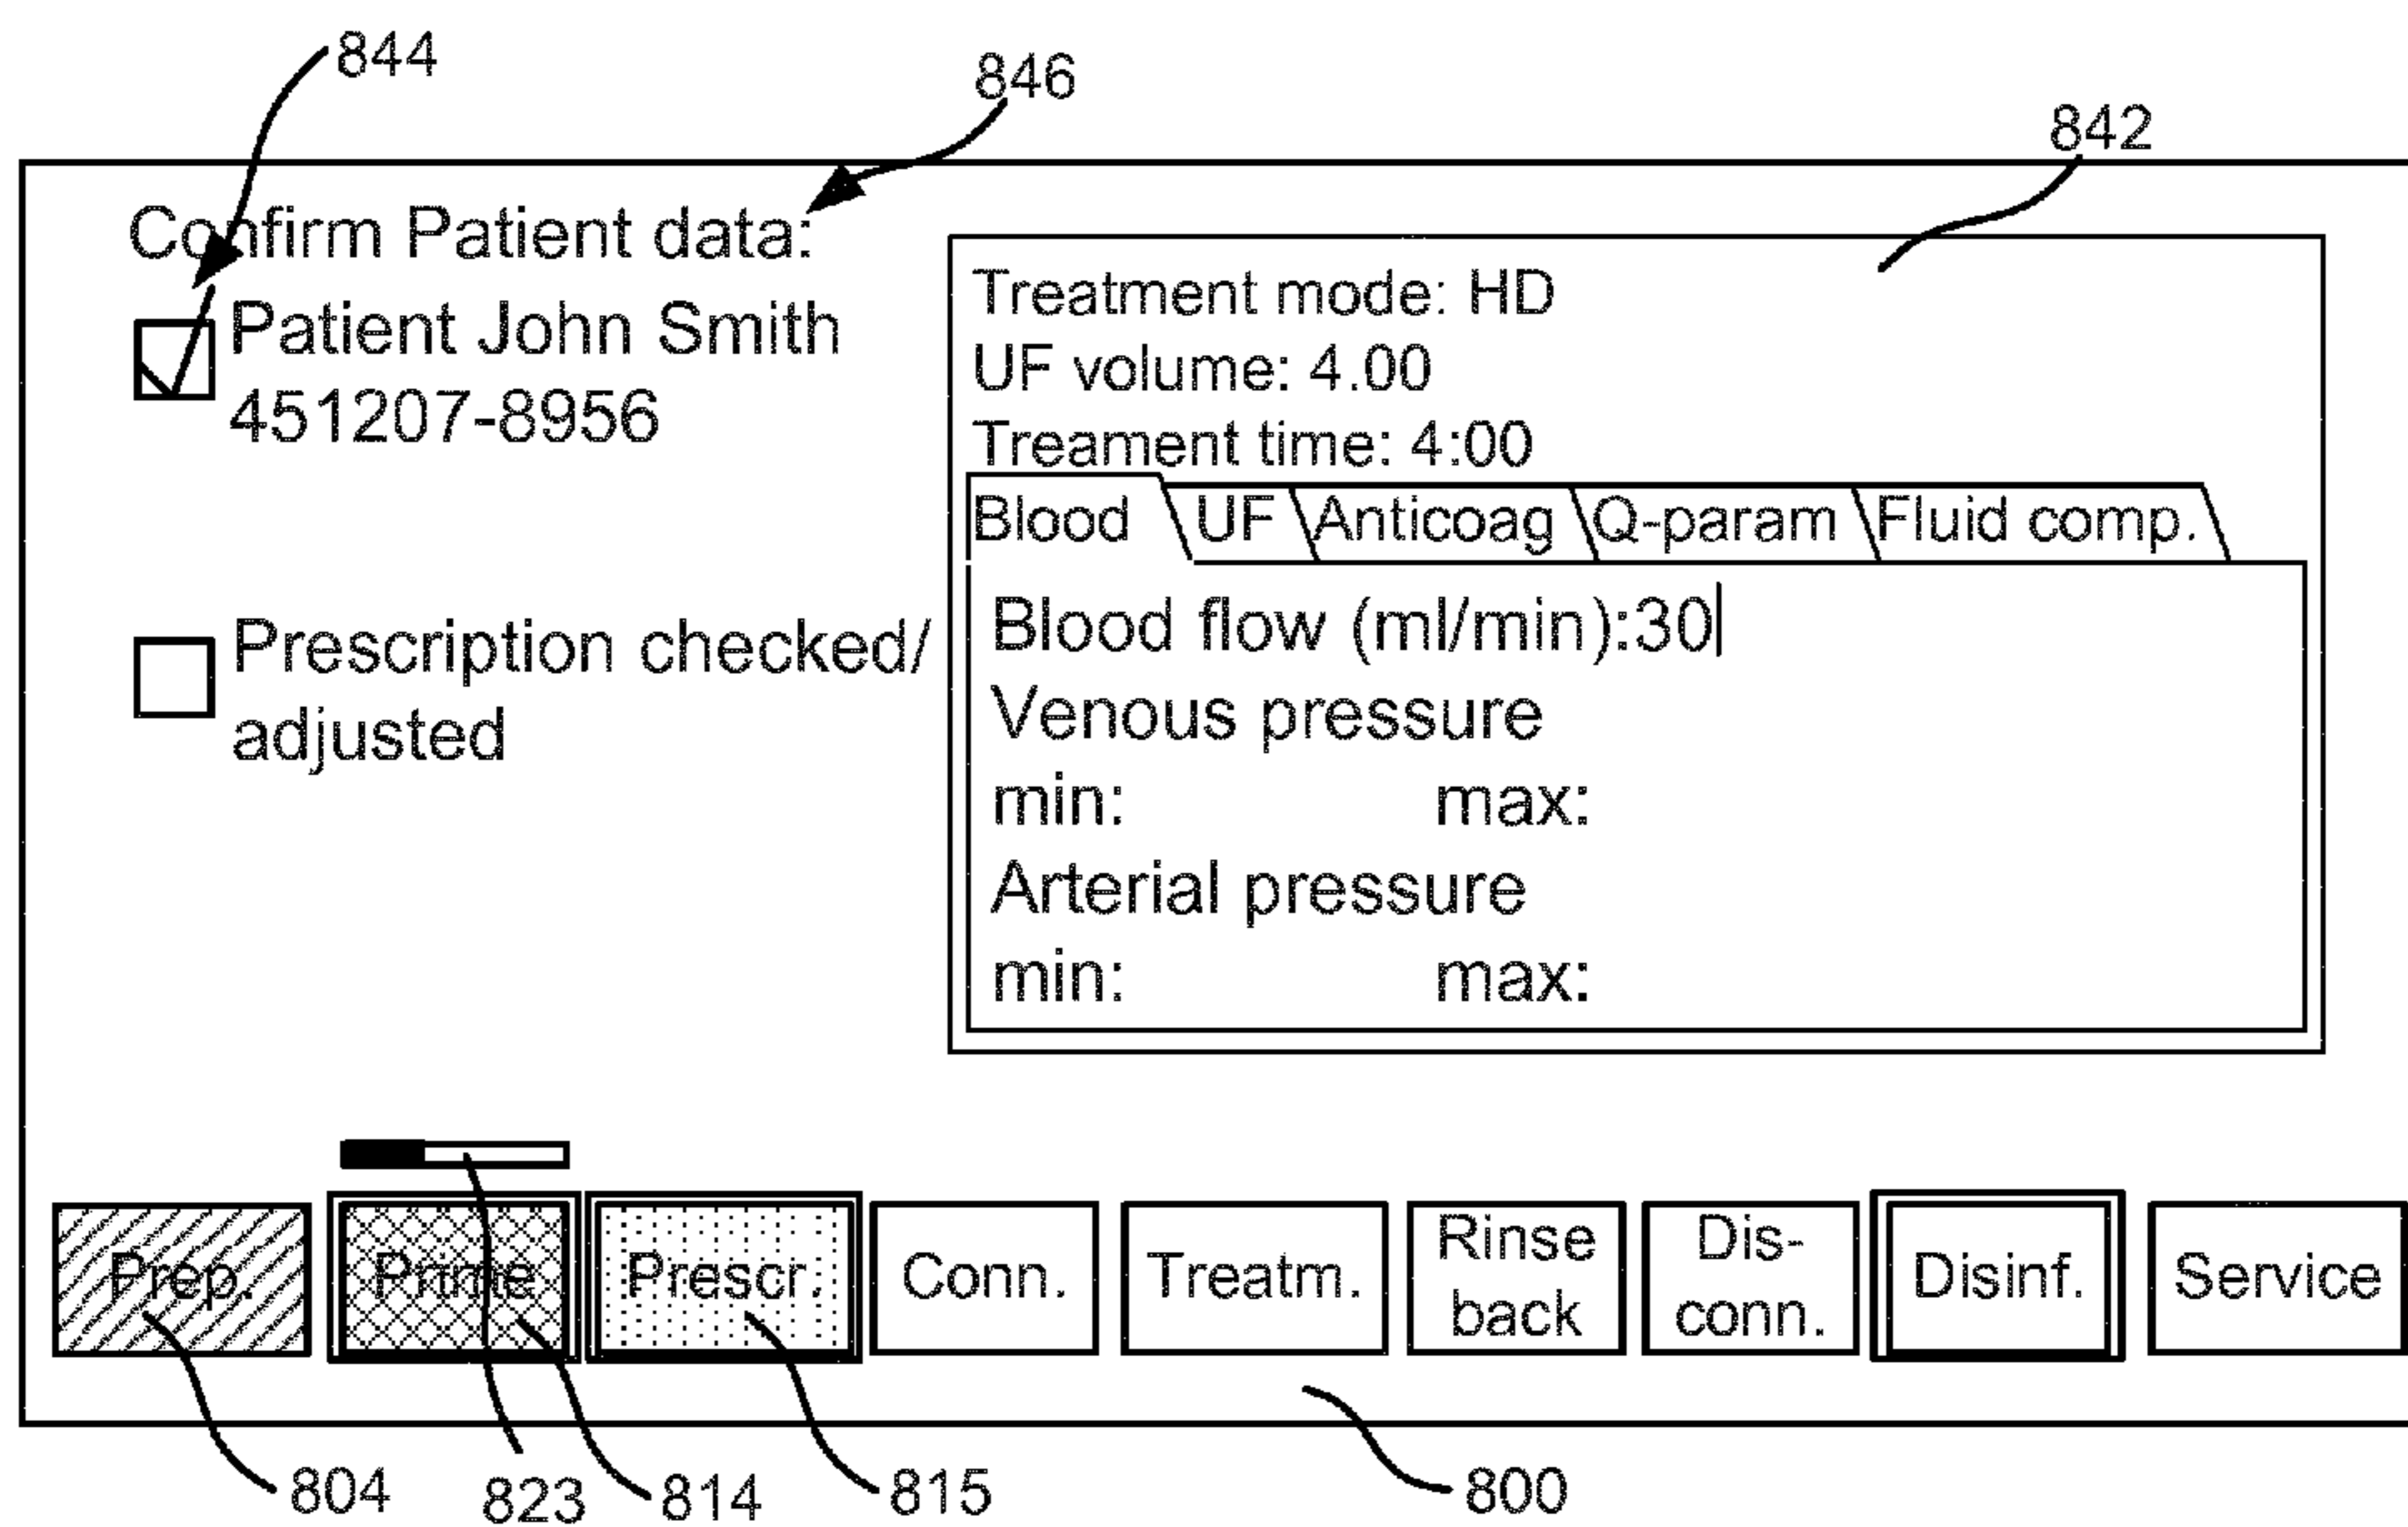 844
846
842
Confirm Patient data:
Patient John Smith
451207-8956
Prescription checked/
adjusted
Treatment mode: HD
UF volume: 4.00
Treament time: 4:00
Blood UF Anticoag Q-param Fluid comp.
Blood flow (ml/min):30
Venous pressure
min: max:
Arterial pressure
min: max:
Prep.
Prime
Prescr.
Conn.
Treatm.
Rinse
back
Dis-
conn.
Disinf.
Service
804
823
814
815
800